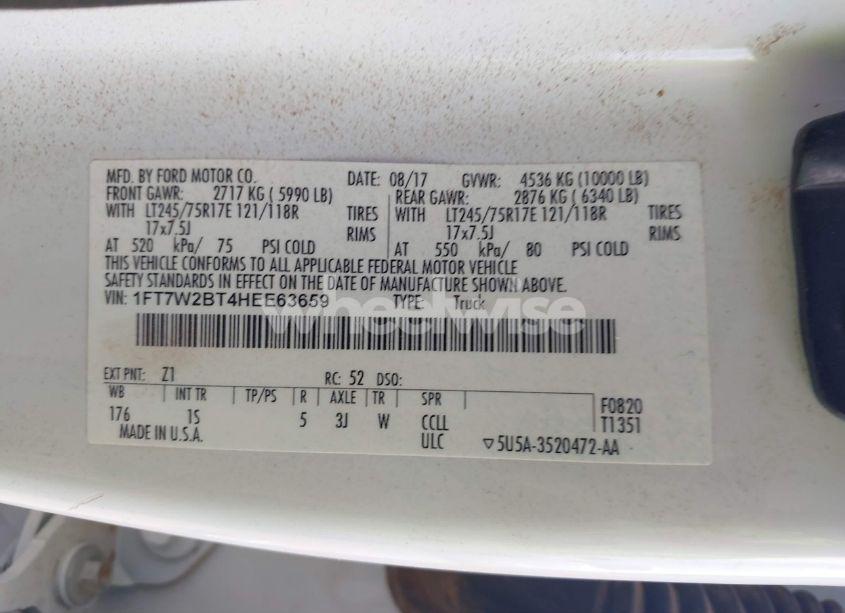 MFD. BY FORD MOTOR CO. DATE: 08/17 GVWR: 4536 KG (10000 LB)
FRONT GAWR: 2717 KG ( 5990 LB) REAR GAWR: 2876 KG ( 6340 LB)
WITH LT245/75R17E 121/118R TIRES WITH LT245/75R17E 121/118R TIRES
17x7.5J RIMS 17x7.5J RIMS
AT 520 kPa/ 75 PSI COLD AT 550 kPa/ 80 PSI COLD
THIS VEHICLE CONFORMS TO ALL APPLICABLE FEDERAL MOTOR VEHICLE
SAFETY STANDARDS IN EFFECT ON THE DATE OF MANUFACTURE SHOWN ABOVE.
VIN: 1FT7W2BT4HEE63659 TYPE: Truck
wheelwise
EXT PNT: Z1 RC: 52 DSO:
WB INT TR TP/PS R AXLE TR SPR
176 1S 5 3J W CCLL F0820
MADE IN U.S.A. ULC T1351
▽5U5A-3520472-AA